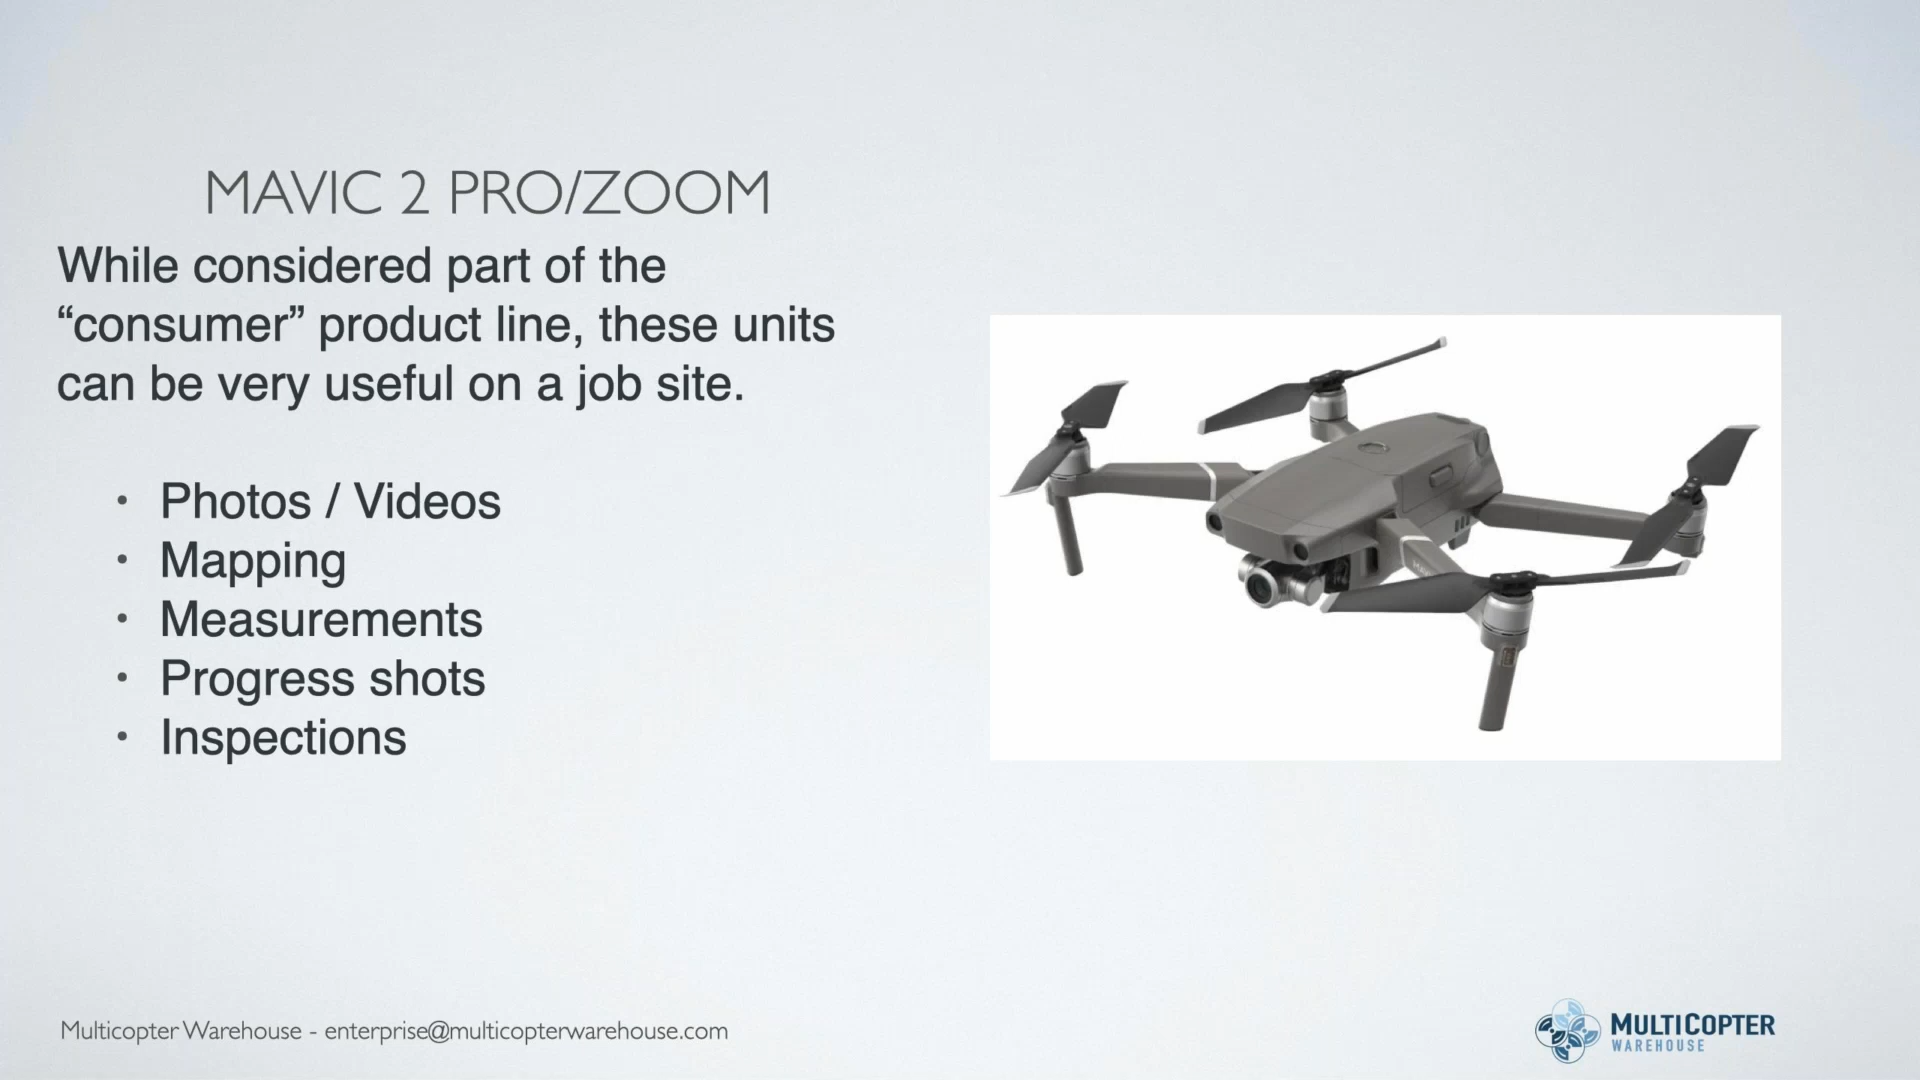 MAVIC 2 PRO/ZOOM
While considered part of the
“consumer” product line, these units
can be very useful on a job site.
• Photos / Videos
• Mapping
• Measurements
• Progress shots
• Inspections
Multicopter Warehouse - enterprise@multicopterwarehouse.com
MULTICOPTER
WAREHOUSE